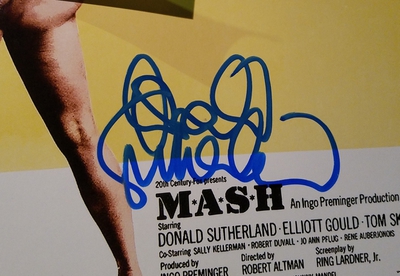 20th Century-Fox presents
M*A*S*H An Ingo Preminger Production
Starring
DONALD SUTHERLAND · ELLIOTT GOULD · TOM SK
Co-Starring SALLY KELLERMAN · ROBERT DUVALL · JO ANN PFLUG · RENE AUBERJONOIS
Produced by Directed by Screenplay by
INGO PREMINGER ROBERT ALTMAN RING LARDNER, Jr.